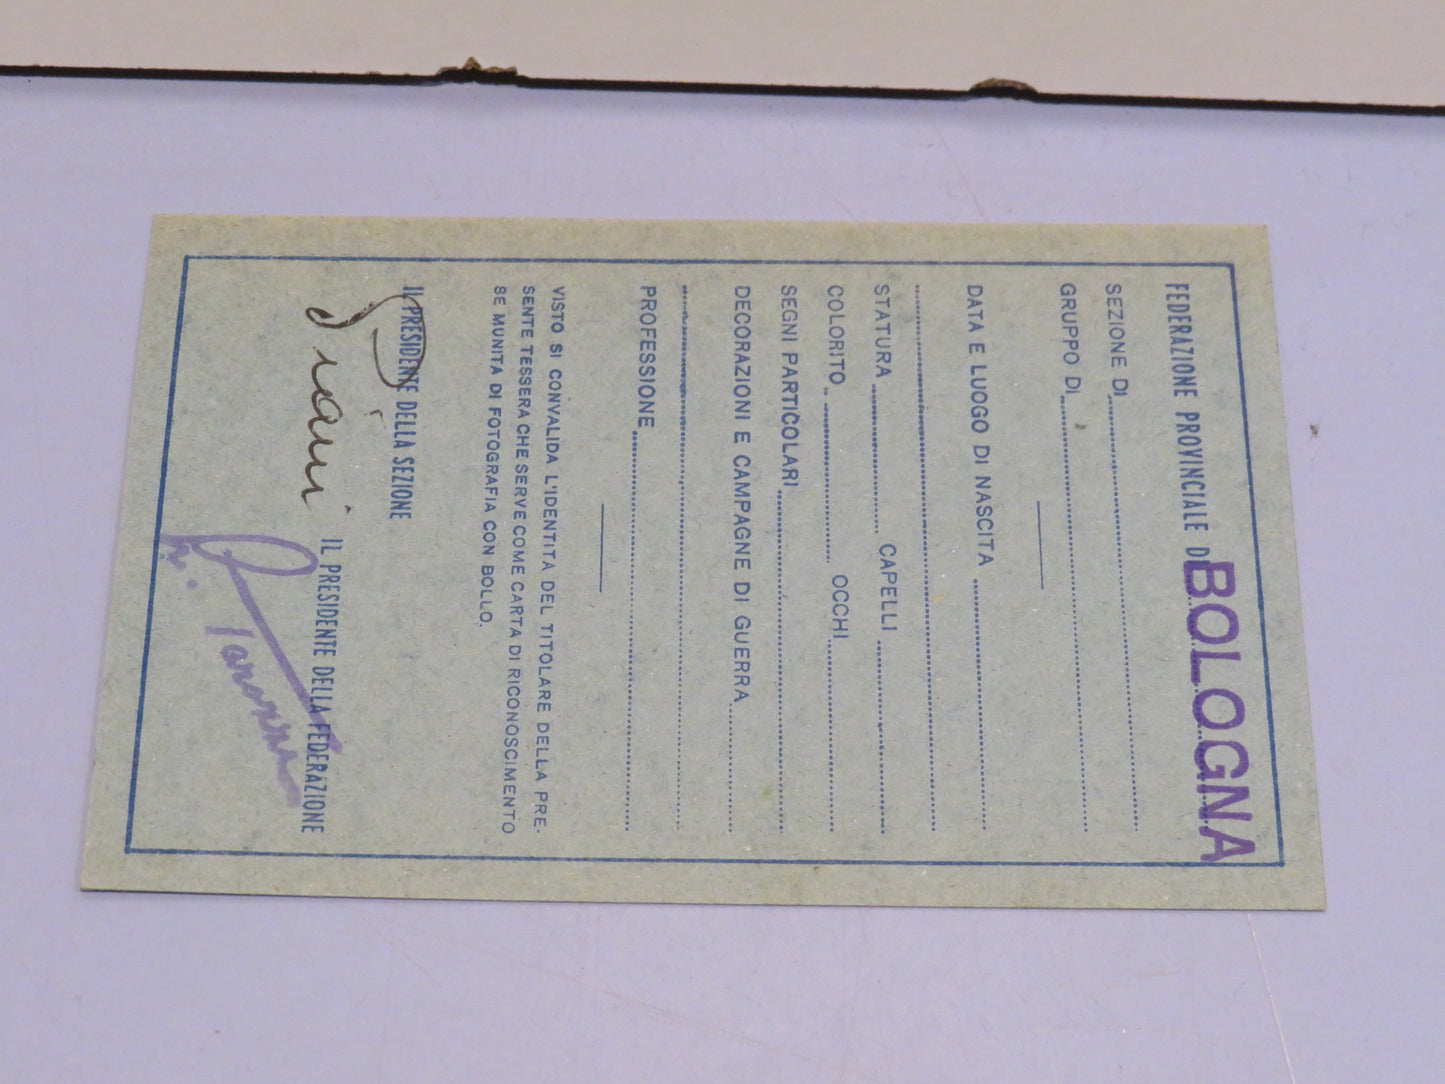 FEDERAZIONE PROVINCIALE DI BOLOGNA
SEZIONE DI
GRUPPO DI
DATA E LUOGO DI NASCITA
STATURA CAPELLI
COLORITO OCCHI
SEGNI PARTICOLARI
DECORAZIONI E CAMPAGNE DI GUERRA
PROFESSIONE
VISTO SI CONVALIDA L'IDENTITÀ DEL TITOLARE DELLA PRE-
SENTE TESSERA CHE SERVE COME CARTA DI RICONOSCIMENTO
SE MUNITA DI FOTOGRAFIA CON BOLLO.
IL PRESIDENTE DELLA SEZIONE
IL PRESIDENTE DELLA FEDERAZIONE